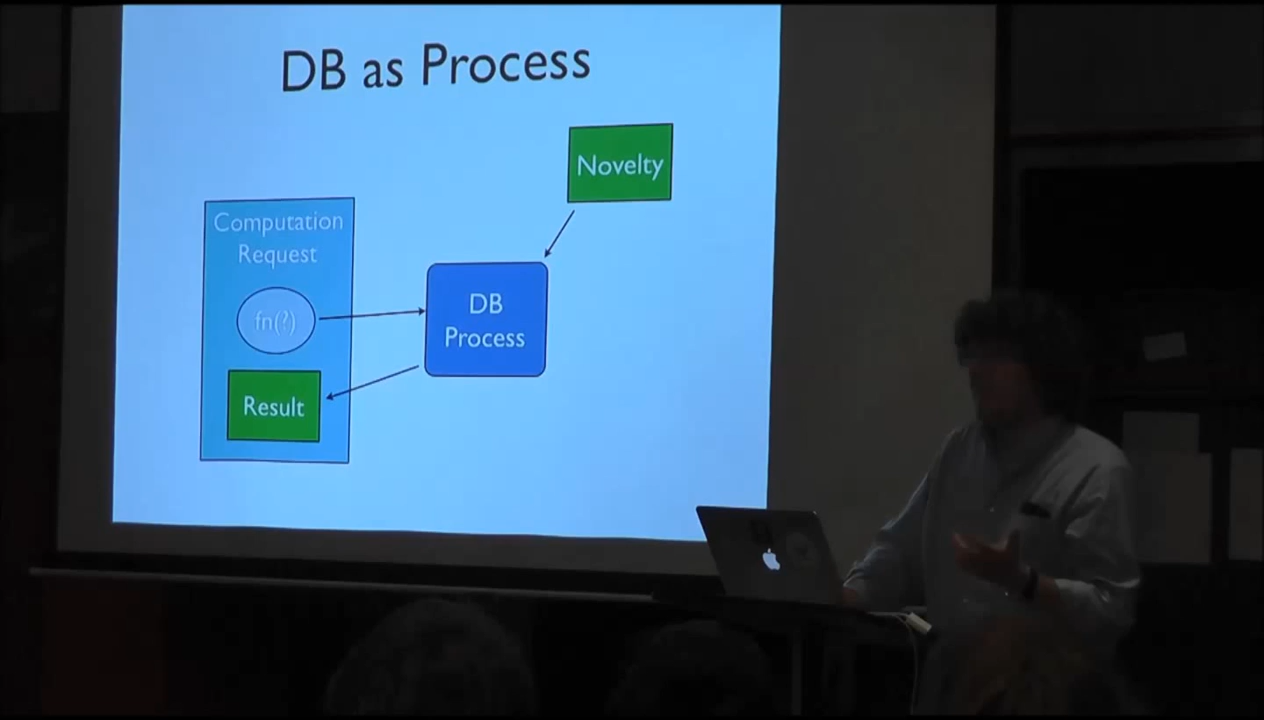 DB as Process
Novelty
Computation
Request
fn(?)
DB
Process
Result